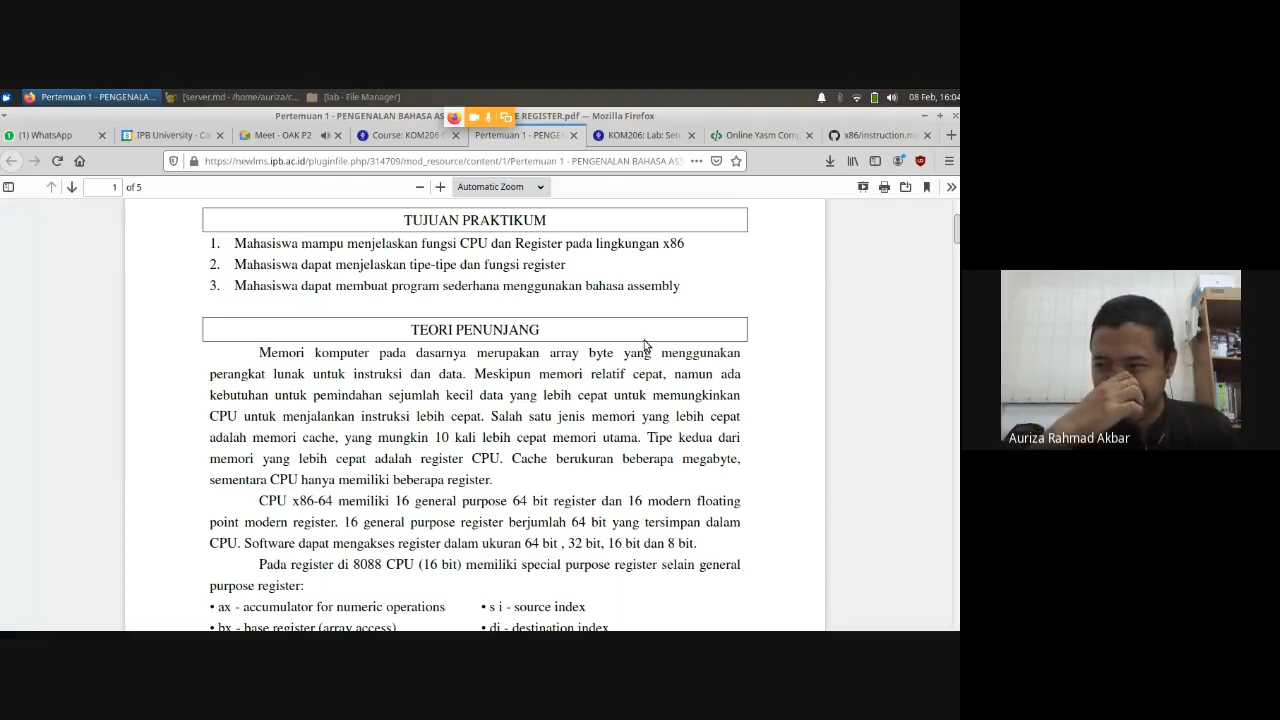 Pertemuan 1 - PENGENALA... [server.md - /home/auriza/c... [lab - File Manager] 08 Feb, 16:04
Pertemuan 1 - PENGENALAN BAHASA AS REGISTER.pdf — Mozilla Firefox
(1) WhatsApp IPB University - C Meet - OAK P2 Course: KOM206 Pertemuan 1 - PENGE KOM206: Lab: Set Online Yasm Com x86/instruction.m
https://newlms.ipb.ac.id/pluginfile.php/314709/mod_resource/content/1/Pertemuan 1 - PENGENALAN BAHASA AS
1 of 5 Automatic Zoom
TUJUAN PRAKTIKUM
1. Mahasiswa mampu menjelaskan fungsi CPU dan Register pada lingkungan x86
2. Mahasiswa dapat menjelaskan tipe-tipe dan fungsi register
3. Mahasiswa dapat membuat program sederhana menggunakan bahasa assembly
TEORI PENUNJANG
Memori komputer pada dasarnya merupakan array byte yang menggunakan
perangkat lunak untuk instruksi dan data. Meskipun memori relatif cepat, namun ada
kebutuhan untuk pemindahan sejumlah kecil data yang lebih cepat untuk memungkinkan
CPU untuk menjalankan instruksi lebih cepat. Salah satu jenis memori yang lebih cepat
adalah memori cache, yang mungkin 10 kali lebih cepat memori utama. Tipe kedua dari
memori yang lebih cepat adalah register CPU. Cache berukuran beberapa megabyte,
sementara CPU hanya memiliki beberapa register.
CPU x86-64 memiliki 16 general purpose 64 bit register dan 16 modern floating
point modern register. 16 general purpose register berjumlah 64 bit yang tersimpan dalam
CPU. Software dapat mengakses register dalam ukuran 64 bit , 32 bit, 16 bit dan 8 bit.
Pada register di 8088 CPU (16 bit) memiliki special purpose register selain general
purpose register:
• ax - accumulator for numeric operations • s i - source index
• bx - base register (array access) • di - destination index
Auriza Rahmad Akbar